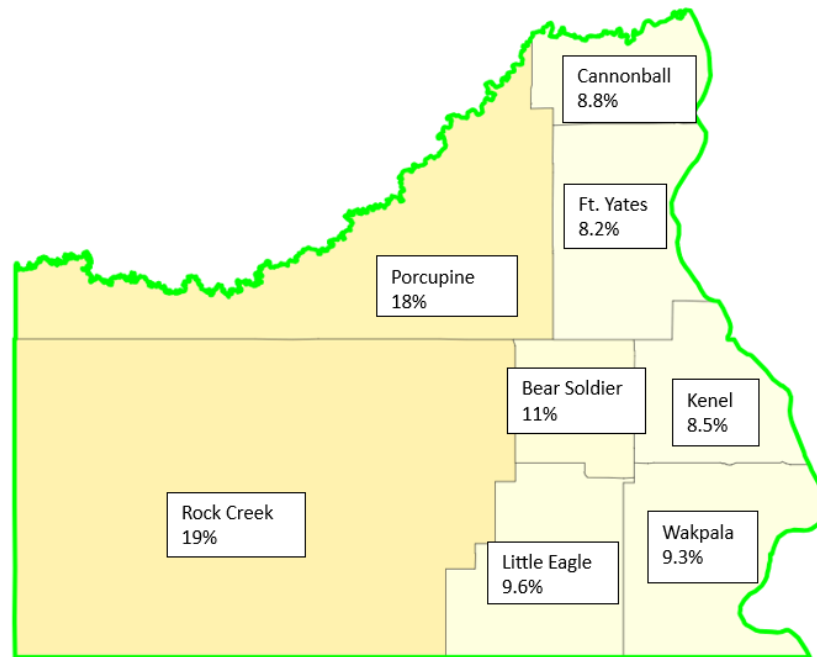 Cannonball
8.8%
Ft. Yates
8.2%
Porcupine
18%
Bear Soldier
11%
Kenel
8.5%
Rock Creek
19%
Little Eagle
9.6%
Wakpala
9.3%